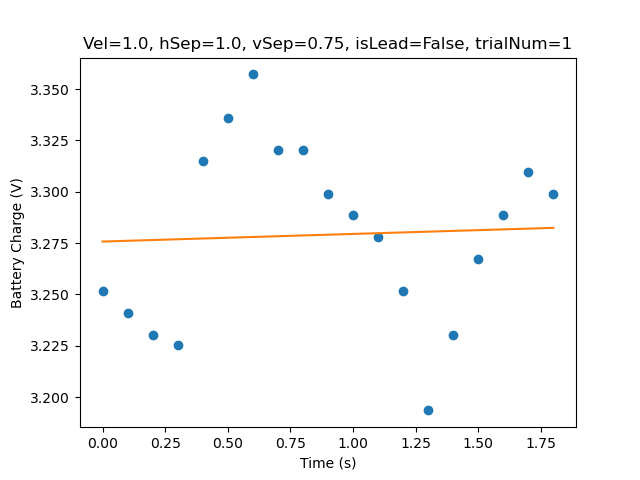 Vel=1.0, hSep=1.0, vSep=0.75, isLead=False, trialNum=1
Battery Charge (V)
3.350
3.325
3.300
3.275
3.250
3.225
3.200
0.00 0.25 0.50 0.75 1.00 1.25 1.50 1.75
Time (s)